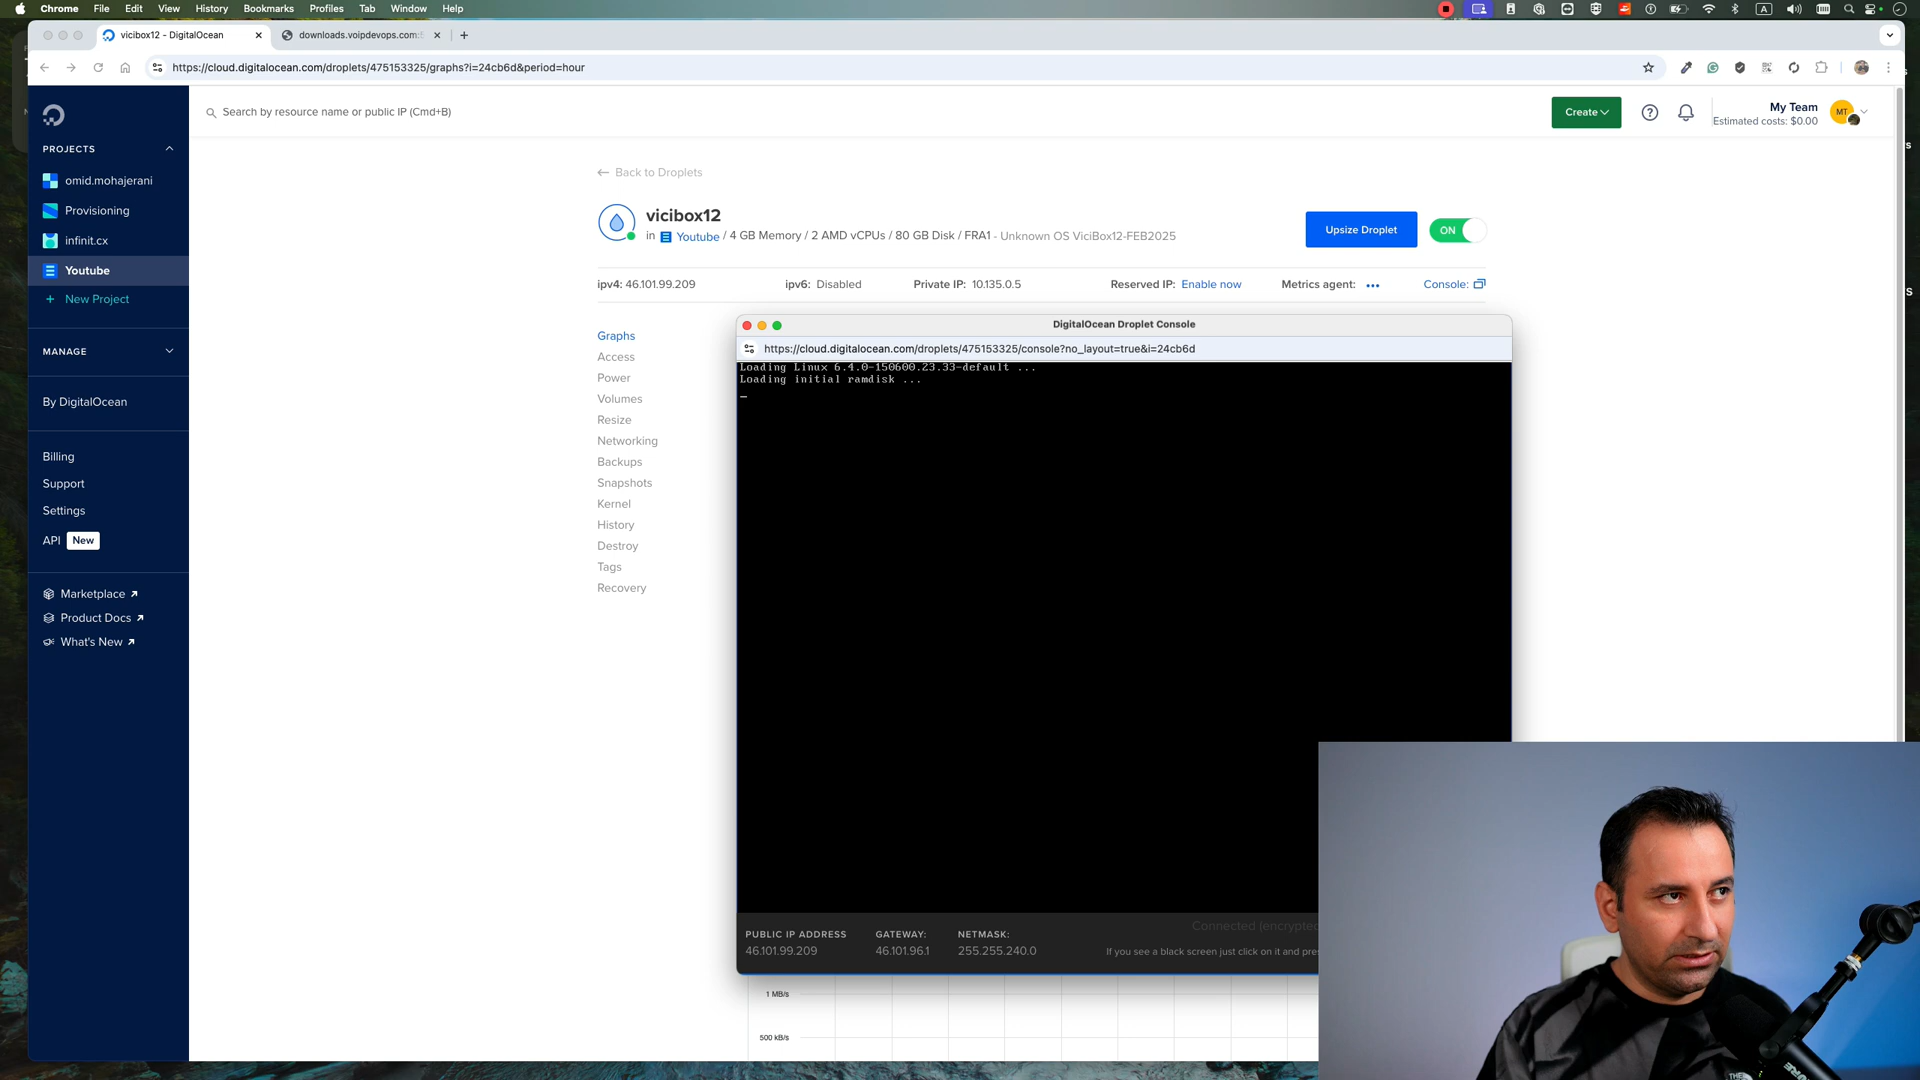 Chrome File Edit View History Bookmarks Profiles Tab Window Help
vicibox12 - DigitalOcean
downloads.voipdevops.com:
https://cloud.digitalocean.com/droplets/475153325/graphs?i=24cb6d&period=hour
Search by resource name or public IP (Cmd+B)
Create
My Team
Estimated costs: $0.00
MT
PROJECTS
omid.mohajerani
Provisioning
infinit.cx
Youtube
+ New Project
MANAGE
By DigitalOcean
Billing
Support
Settings
API New
Marketplace
Product Docs
What's New
← Back to Droplets
vicibox12
in Youtube / 4 GB Memory / 2 AMD vCPUs / 80 GB Disk / FRA1 - Unknown OS ViciBox12-FEB2025
Upsize Droplet
ON
ipv4: 46.101.99.209 ipv6: Disabled Private IP: 10.135.0.5 Reserved IP: Enable now Metrics agent: ••• Console:
Graphs
Access
Power
Volumes
Resize
Networking
Backups
Snapshots
Kernel
History
Destroy
Tags
Recovery
DigitalOcean Droplet Console
https://cloud.digitalocean.com/droplets/475153325/console?no_layout=true&i=24cb6d
Loading Linux 6.4.0-150600.23.33-default ...
Loading initial ramdisk ...
Connected (encrypted
PUBLIC IP ADDRESS GATEWAY: NETMASK:
46.101.99.209 46.101.96.1 255.255.240.0
If you see a black screen just click on it and pre
1 MB/s
500 kB/s
THE